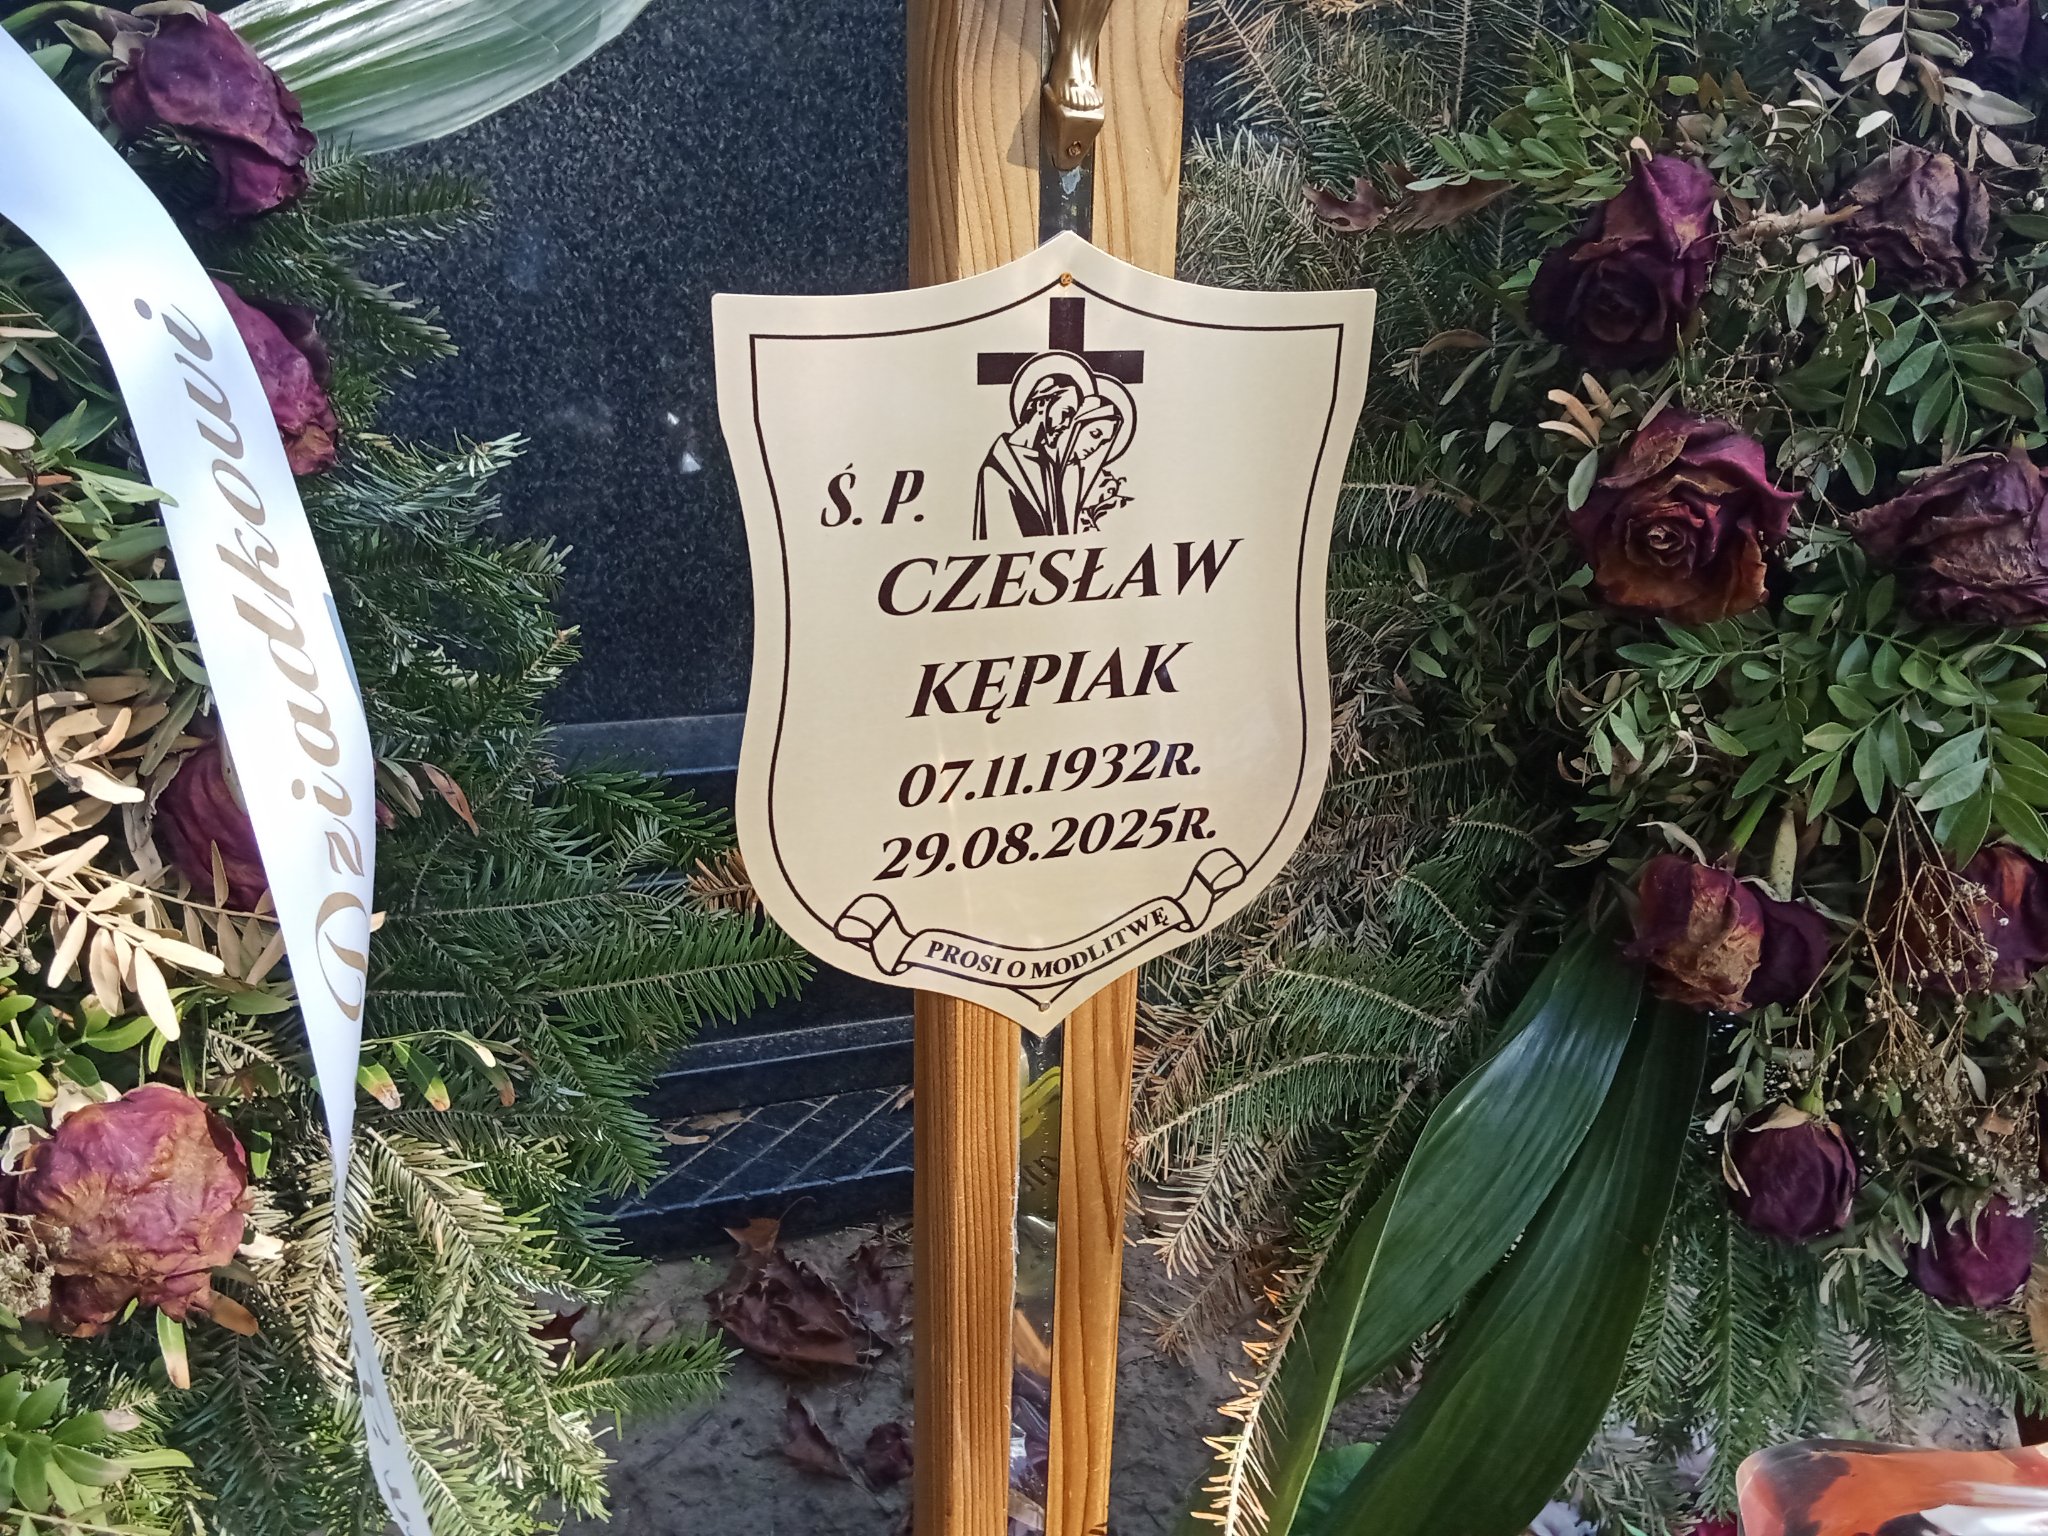 Dziadkowi
Ś. P.
CZESŁAW
KĘPIAK
07.11.1932R.
29.08.2025R.
PROSI O MODLITWĘ